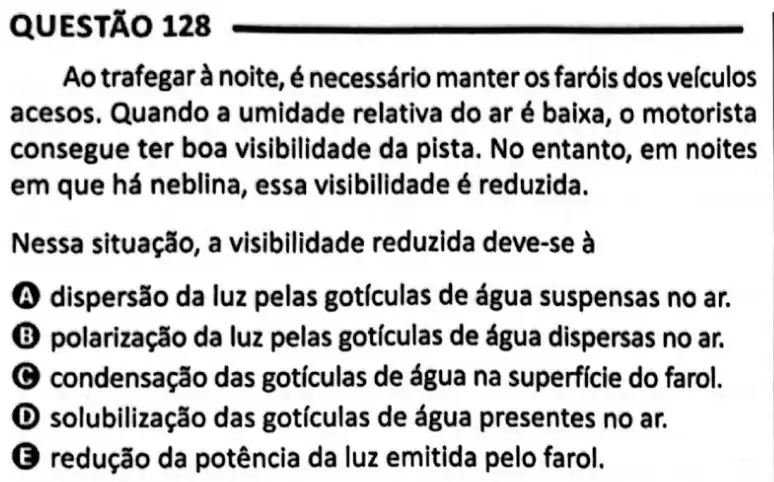 QUESTÃO 128
Ao trafegar à noite, é necessário manter os faróis dos veículos
acesos. Quando a umidade relativa do ar é baixa, o motorista
consegue ter boa visibilidade da pista. No entanto, em noites
em que há neblina, essa visibilidade é reduzida.
Nessa situação, a visibilidade reduzida deve-se à
A dispersão da luz pelas gotículas de água suspensas no ar.
B polarização da luz pelas gotículas de água dispersas no ar.
C condensação das gotículas de água na superfície do farol.
D solubilização das gotículas de água presentes no ar.
E redução da potência da luz emitida pelo farol.